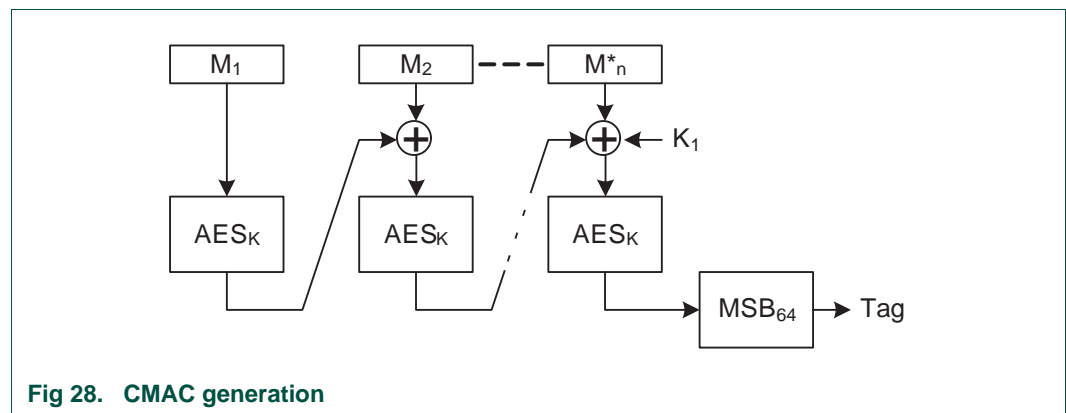 M1 M2 M*n
K1
AESK AESK AESK
MSB64 Tag
Fig 28. CMAC generation